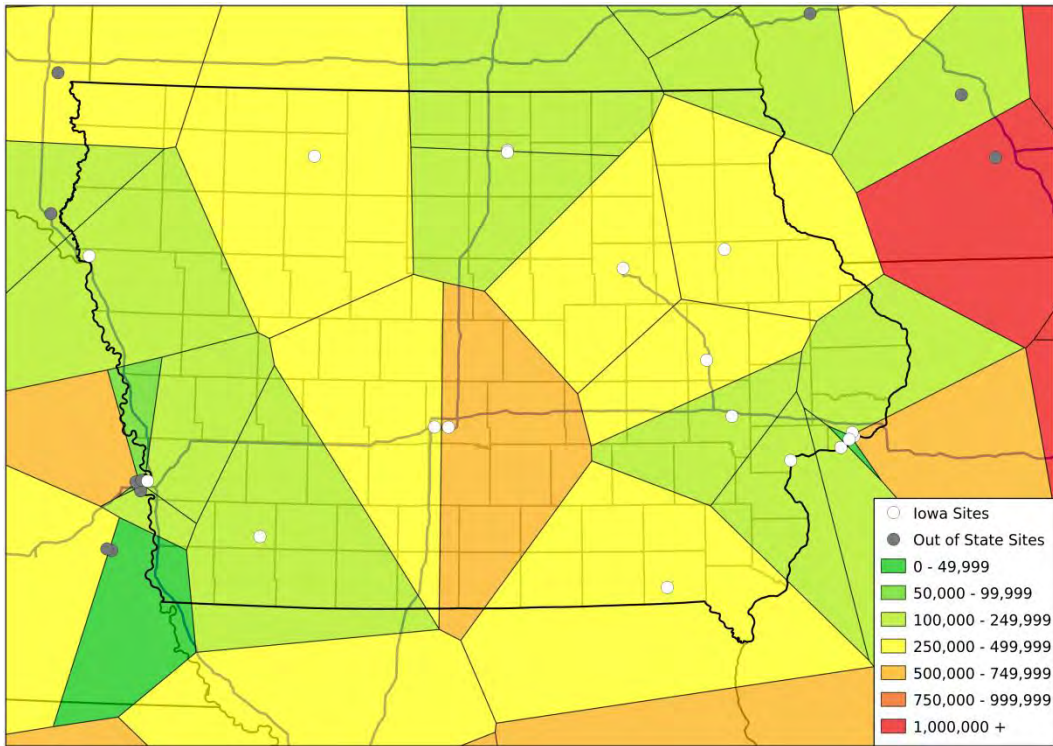 Iowa Sites
Out of State Sites
0 - 49,999
50,000 - 99,999
100,000 - 249,999
250,000 - 499,999
500,000 - 749,999
750,000 - 999,999
1,000,000 +